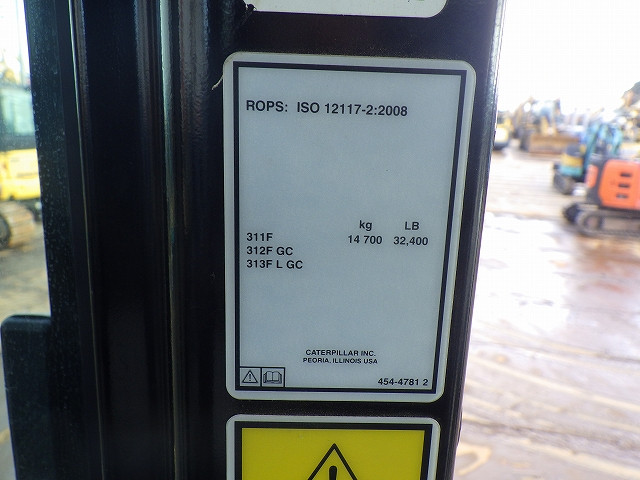 ROPS: ISO 12117-2:2008
kg LB
311F 14 700 32,400
312F GC
313F L GC
CATERPILLAR INC.
PEORIA, ILLINOIS USA
454-4781 2